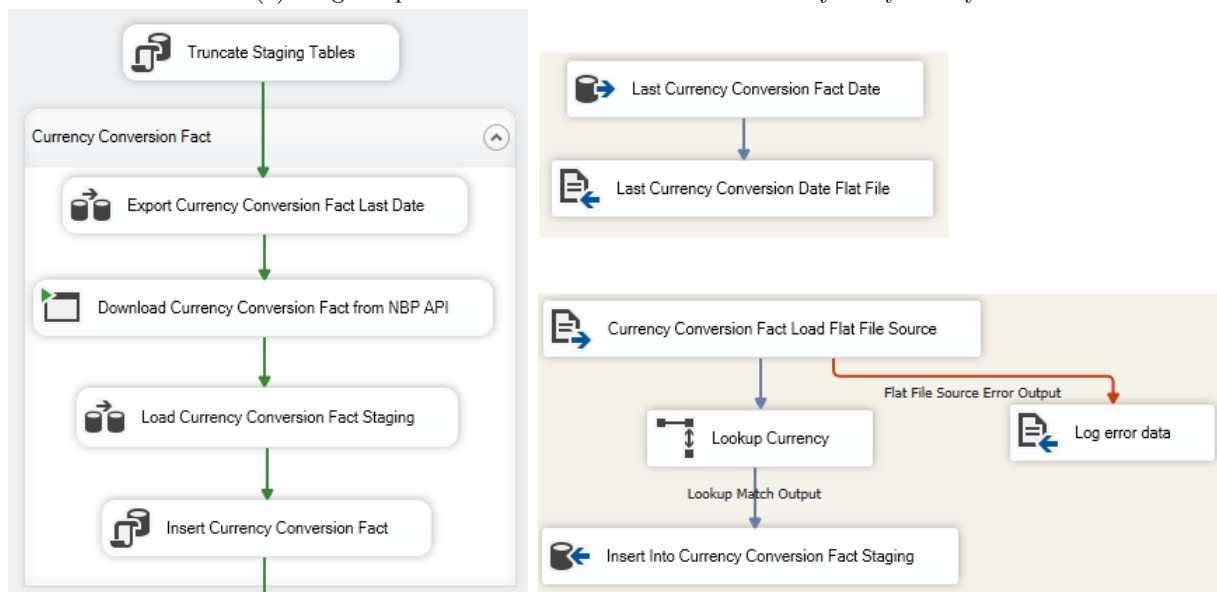 Truncate Staging Tables
Currency Conversion Fact
Export Currency Conversion Fact Last Date
Download Currency Conversion Fact from NBP API
Load Currency Conversion Fact Staging
Insert Currency Conversion Fact
Last Currency Conversion Fact Date
Last Currency Conversion Date Flat File
Currency Conversion Fact Load Flat File Source
Flat File Source Error Output
Lookup Currency
Log error data
Lookup Match Output
Insert Into Currency Conversion Fact Staging